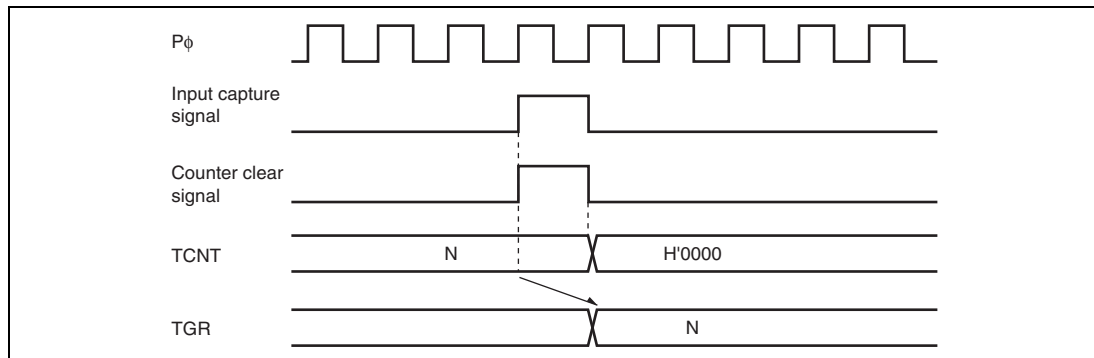 Pϕ
Input capture
signal
Counter clear
signal
TCNT
N
H'0000
TGR
N